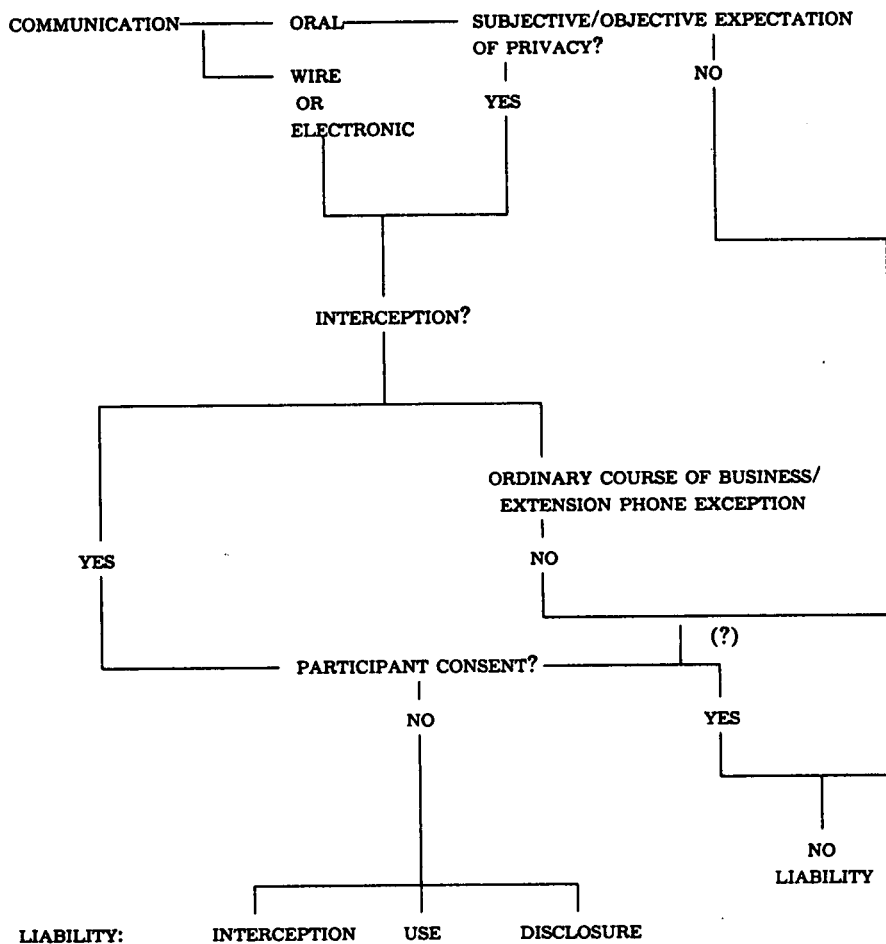 COMMUNICATION ORAL SUBJECTIVE/OBJECTIVE EXPECTATION
OF PRIVACY?
WIRE
OR
ELECTRONIC
YES
NO
INTERCEPTION?
ORDINARY COURSE OF BUSINESS/
EXTENSION PHONE EXCEPTION
YES
NO
(?)
PARTICIPANT CONSENT?
NO
YES
NO
LIABILITY
LIABILITY: INTERCEPTION USE DISCLOSURE